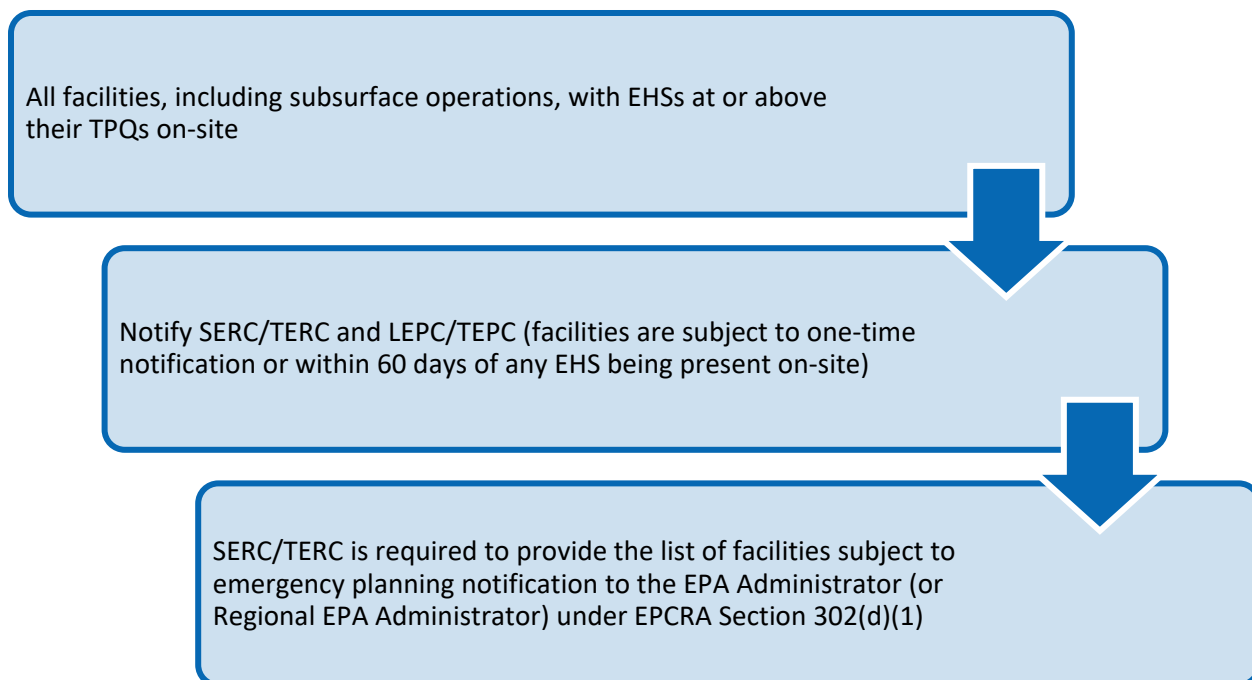 All facilities, including subsurface operations, with EHSs at or above
their TPQs on-site
Notify SERC/TERC and LEPC/TEPC (facilities are subject to one-time
notification or within 60 days of any EHS being present on-site)
SERC/TERC is required to provide the list of facilities subject to
emergency planning notification to the EPA Administrator (or
Regional EPA Administrator) under EPCRA Section 302(d)(1)